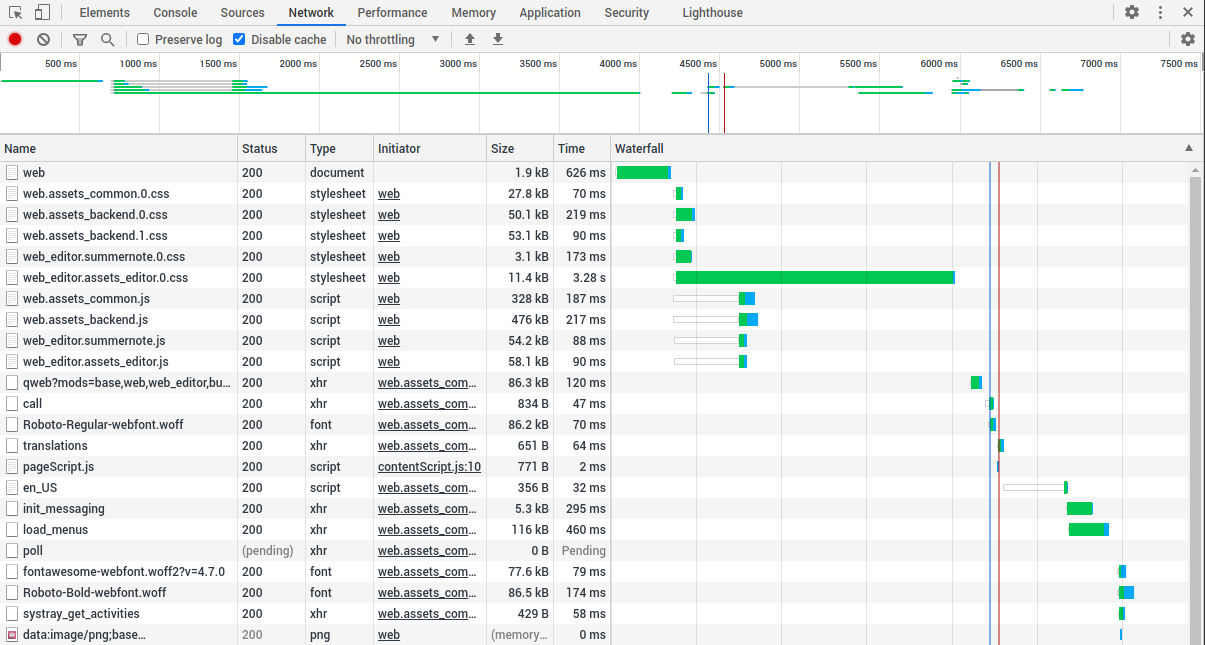 Elements Console Sources Network Performance Memory Application Security Lighthouse
Preserve log Disable cache No throttling
500 ms 1000 ms 1500 ms 2000 ms 2500 ms 3000 ms 3500 ms 4000 ms 4500 ms 5000 ms 5500 ms 6000 ms 6500 ms 7000 ms 7500 ms
Name Status Type Initiator Size Time Waterfall
web 200 document 1.9 kB 626 ms
web.assets_common.0.css 200 stylesheet web 27.8 kB 70 ms
web.assets_backend.0.css 200 stylesheet web 50.1 kB 219 ms
web.assets_backend.1.css 200 stylesheet web 53.1 kB 90 ms
web_editor.summernote.0.css 200 stylesheet web 3.1 kB 173 ms
web_editor.assets_editor.0.css 200 stylesheet web 11.4 kB 3.28 s
web.assets_common.js 200 script web 328 kB 187 ms
web.assets_backend.js 200 script web 476 kB 217 ms
web_editor.summernote.js 200 script web 54.2 kB 88 ms
web_editor.assets_editor.js 200 script web 58.1 kB 90 ms
qweb?mods=base,web,web_editor,bu... 200 xhr web.assets_com... 86.3 kB 120 ms
call 200 xhr web.assets_com... 834 B 47 ms
Roboto-Regular-webfont.woff 200 font web.assets_com... 86.2 kB 70 ms
translations 200 xhr web.assets_com... 651 B 64 ms
pageScript.js 200 script contentScript.js:10 771 B 2 ms
en_US 200 script web.assets_com... 356 B 32 ms
init_messaging 200 xhr web.assets_com... 5.3 kB 295 ms
load_menus 200 xhr web.assets_com... 116 kB 460 ms
poll (pending) xhr web.assets_com... 0 B Pending
fontawesome-webfont.woff2?v=4.7.0 200 font web.assets_com... 77.6 kB 79 ms
Roboto-Bold-webfont.woff 200 font web.assets_com... 86.5 kB 174 ms
systray_get_activities 200 xhr web.assets_com... 429 B 58 ms
data:image/png;base... 200 png web (memory... 0 ms